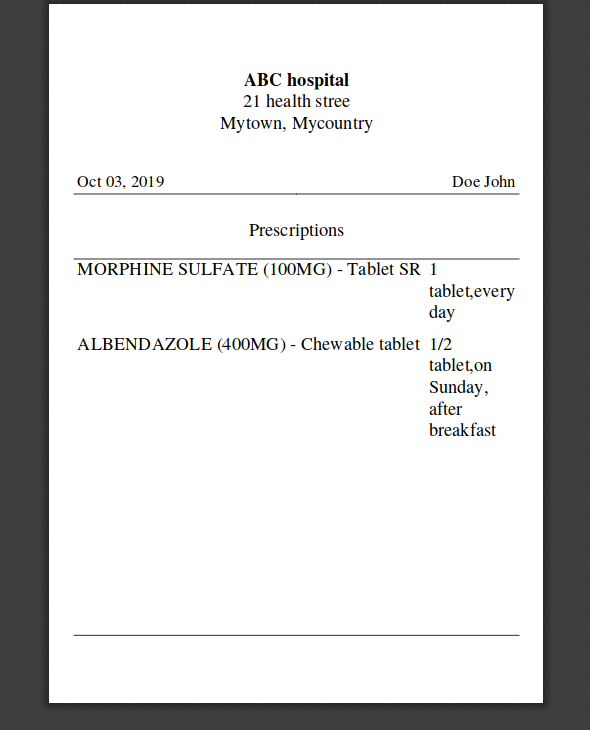 ABC hospital
21 health stree
Mytown, Mycountry
Oct 03, 2019 Doe John
Prescriptions
MORPHINE SULFATE (100MG) - Tablet SR 1
tablet,every
day
ALBENDAZOLE (400MG) - Chewable tablet 1/2
tablet,on
Sunday,
after
breakfast